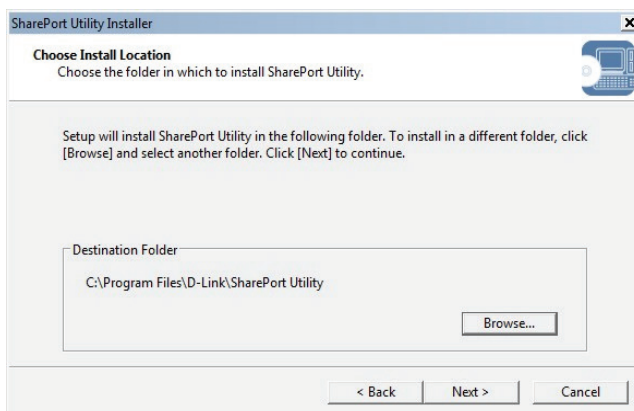 SharePort Utility Installer
Choose Install Location
Choose the folder in which to install SharePort Utility.
Setup will install SharePort Utility in the following folder. To install in a different folder, click
[Browse] and select another folder. Click [Next] to continue.
Destination Folder
C:\Program Files\D-Link\SharePort Utility
Browse...
< Back
Next >
Cancel